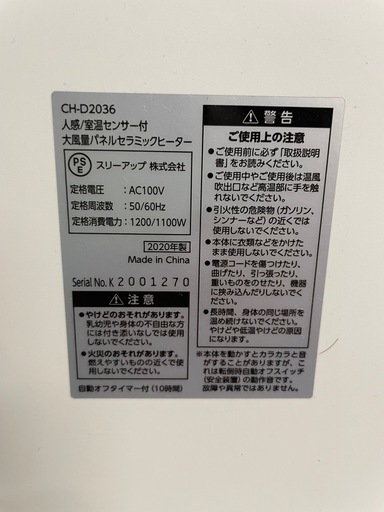 CH-D2036
人感/室温センサー付
大風量パネルセラミックヒーター
PS
E
スリーアップ 株式会社
定格電圧：AC100V
定格周波数：50/60Hz
定格消費電力：1200/1100W
2020年製
Made in China
Serial No. K 2001270
注意
●やけどのおそれがあります。
乳幼児や身体の不自由な方
には付き添いなしでは使用
しないでください。
●火災のおそれがあります。
燃えやすいものの近くで使
用しないでください。
自動オフタイマー付(10時間)
警告
ご使用上の注意
●ご使用前に必ず「取扱説明
書」をお読みください。
●ご使用中やご使用後は温風
吹出口など高温部に手を触
れないでください。
●引火性の危険物(ガソリン、
シンナー)の近くでは
使用しないでください。
●本体に衣類などをかけた
まま使用しないでください。
●電源コードを傷つけたり、
曲げたり、引っ張ったり、
重いものをのせたり、機器
に挟み込んだりしないでく
ださい。
●長時間、身体の同じ場所を
温め続けないでください。
やけどや低温やけどの原因
になります。
※本体を動かすとカラカラと音
がすることがありますが、これ
は転倒時自動オフスイッチ
(安全装置)の動作音です。
故障や異常ではありません。